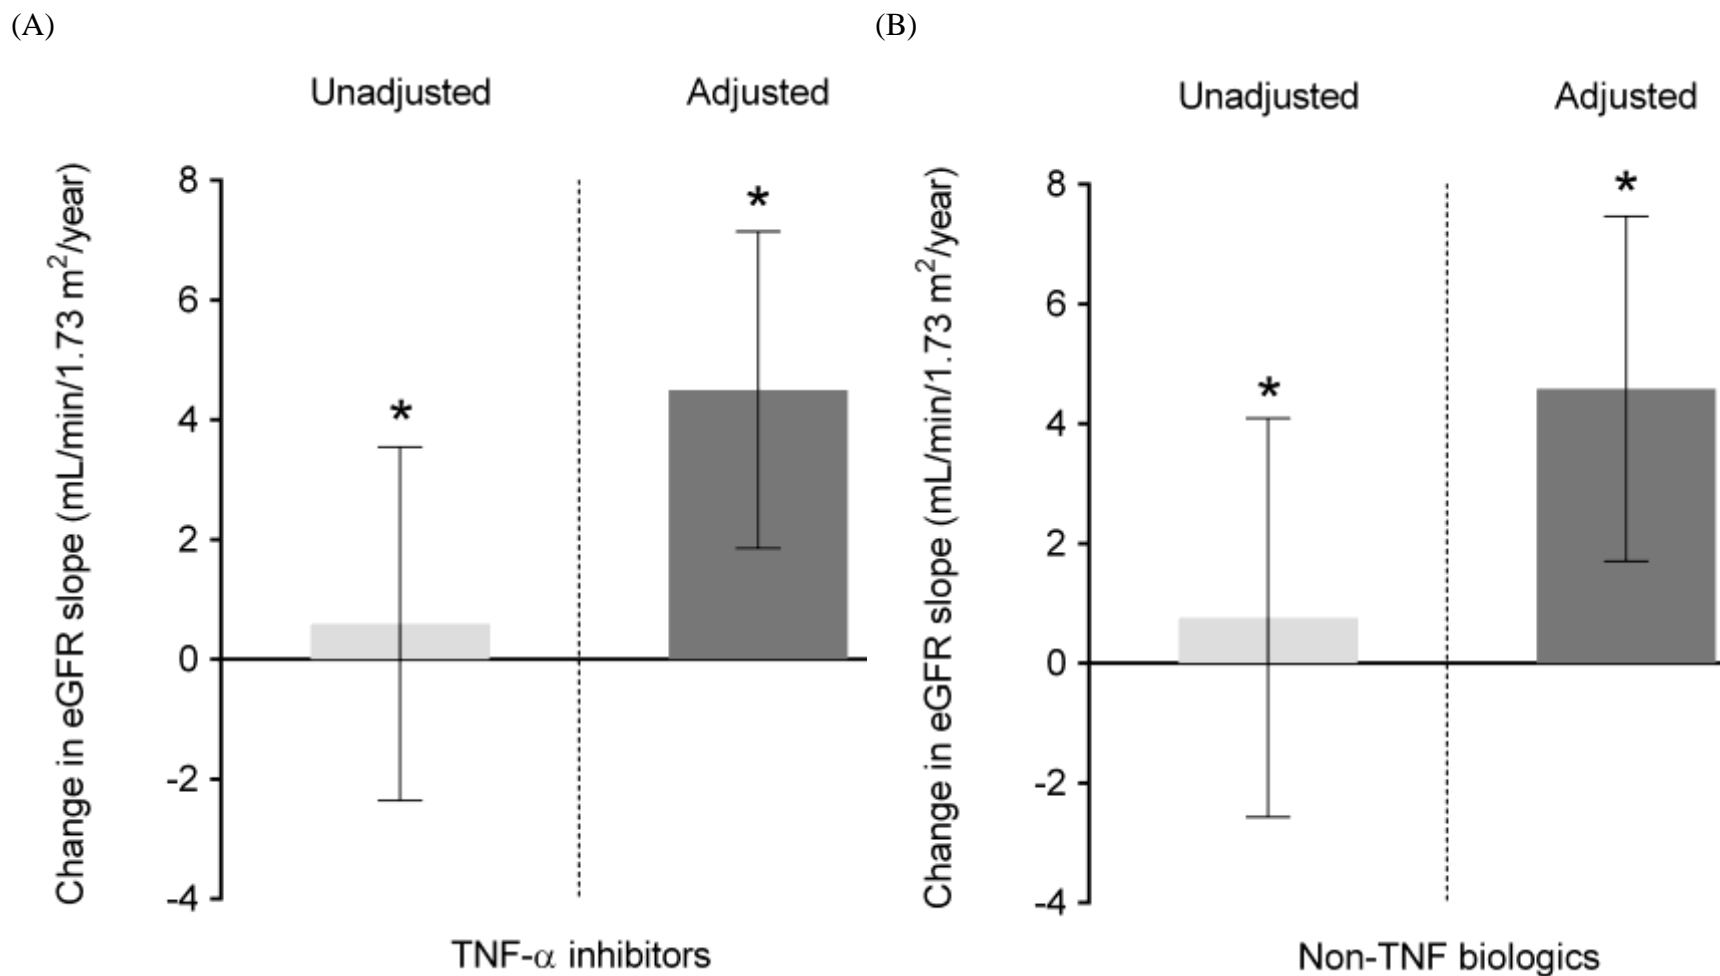 (A)
Unadjusted Adjusted
Change in eGFR slope (mL/min/1.73 m²/year)
8
6
4
2
0
-2
-4
*
*
TNF-α inhibitors
(B)
Unadjusted Adjusted
Change in eGFR slope (mL/min/1.73 m²/year)
8
6
4
2
0
-2
-4
*
*
Non-TNF biologics